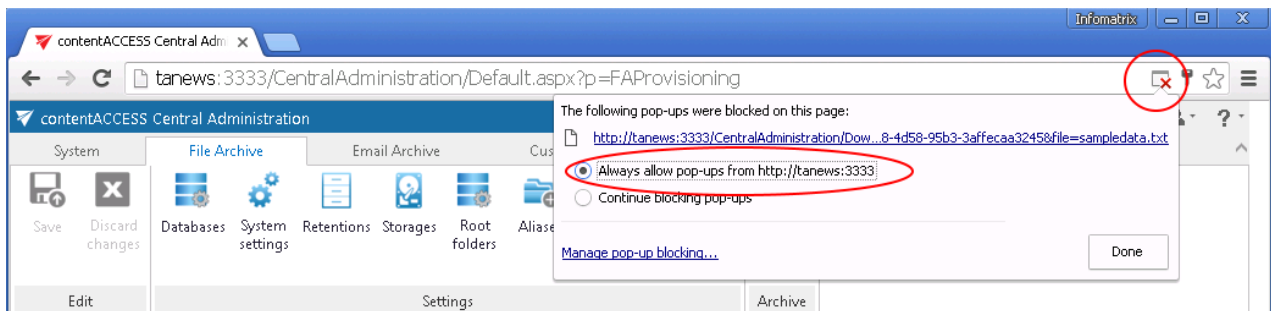 Infomatrix
contentACCESS Central Adm
tanews:3333/CentralAdministration/Default.aspx?p=FAProvisioning
contentACCESS Central Administration
The following pop-ups were blocked on this page:
http://tanews:3333/CentralAdministration/Dow...8-4d58-95b3-3affecaa3245&file=sampledata.txt
Always allow pop-ups from http://tanews:3333
Continue blocking pop-ups
Manage pop-up blocking...
Done
?
System
File Archive
Email Archive
Cus
Save
Discard
changes
Databases
System
settings
Retentions
Storages
Root
folders
Aliase
Edit
Settings
Archive